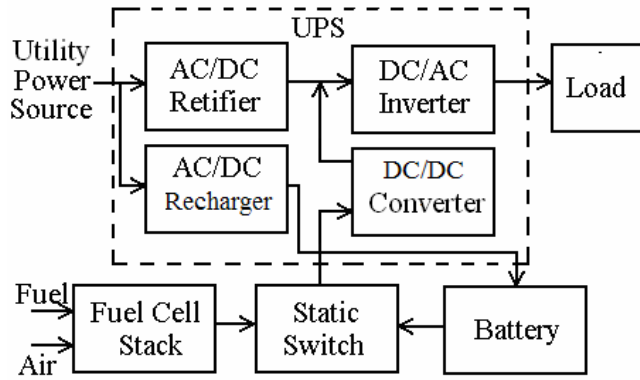 UPS
Utility
Power
Source
AC/DC
Retifier
DC/AC
Inverter
Load
AC/DC
Recharger
DC/DC
Converter
Fuel
Air
Fuel Cell
Stack
Static
Switch
Battery